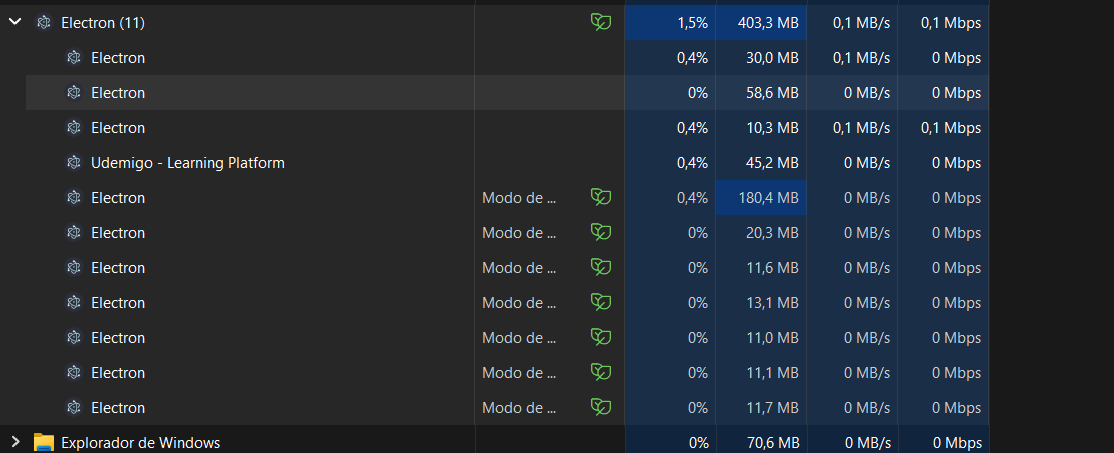 Electron (11) 1,5% 403,3 MB 0,1 MB/s 0,1 Mbps
Electron 0,4% 30,0 MB 0,1 MB/s 0 Mbps
Electron 0% 58,6 MB 0 MB/s 0 Mbps
Electron 0,4% 10,3 MB 0,1 MB/s 0,1 Mbps
Udemigo - Learning Platform 0,4% 45,2 MB 0 MB/s 0 Mbps
Electron Modo de ... 0,4% 180,4 MB 0 MB/s 0 Mbps
Electron Modo de ... 0% 20,3 MB 0 MB/s 0 Mbps
Electron Modo de ... 0% 11,6 MB 0 MB/s 0 Mbps
Electron Modo de ... 0% 13,1 MB 0 MB/s 0 Mbps
Electron Modo de ... 0% 11,0 MB 0 MB/s 0 Mbps
Electron Modo de ... 0% 11,1 MB 0 MB/s 0 Mbps
Electron Modo de ... 0% 11,7 MB 0 MB/s 0 Mbps
Explorador de Windows 0% 70,6 MB 0 MB/s 0 Mbps